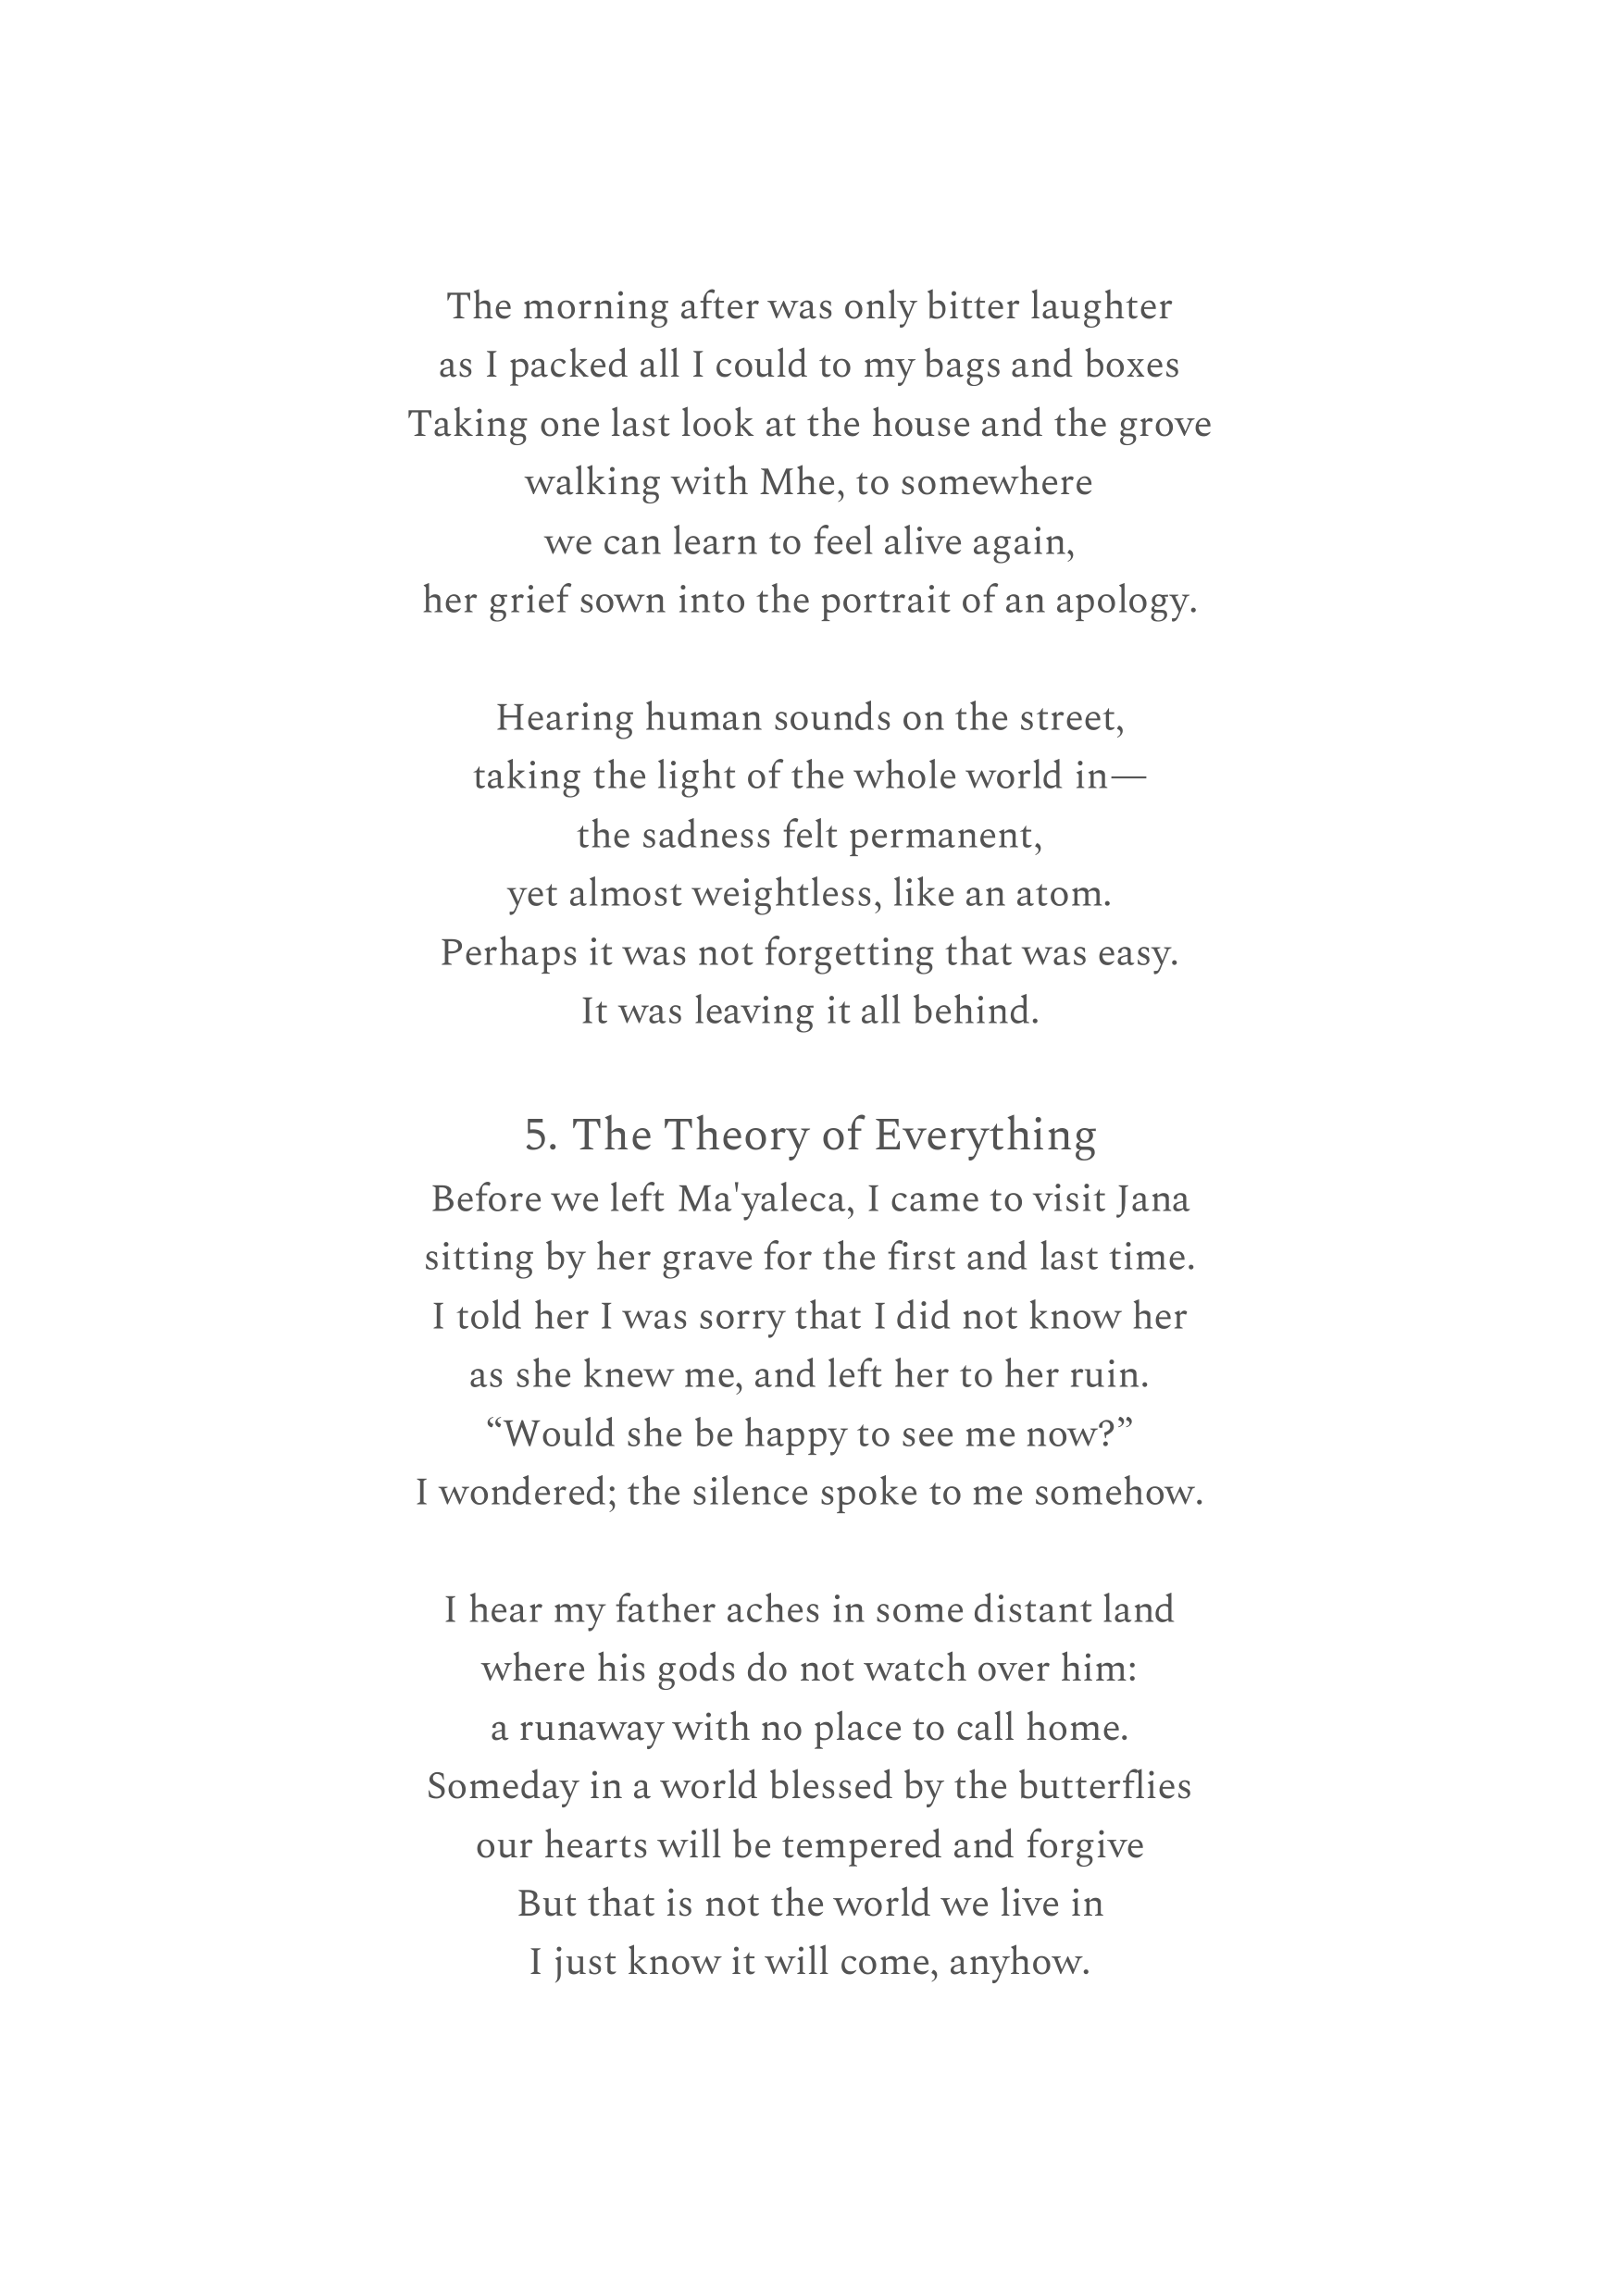 The morning after was only bitter laughter
as I packed all I could to my bags and boxes
Taking one last look at the house and the grove
walking with Mhe, to somewhere
we can learn to feel alive again,
her grief sown into the portrait of an apology.
Hearing human sounds on the street,
taking the light of the whole world in—
the sadness felt permanent,
yet almost weightless, like an atom.
Perhaps it was not forgetting that was easy.
It was leaving it all behind.
5. The Theory of Everything
Before we left Ma'yaleca, I came to visit Jana
sitting by her grave for the first and last time.
I told her I was sorry that I did not know her
as she knew me, and left her to her ruin.
“Would she be happy to see me now?”
I wondered; the silence spoke to me somehow.
I hear my father aches in some distant land
where his gods do not watch over him:
a runaway with no place to call home.
Someday in a world blessed by the butterflies
our hearts will be tempered and forgive
But that is not the world we live in
I just know it will come, anyhow.